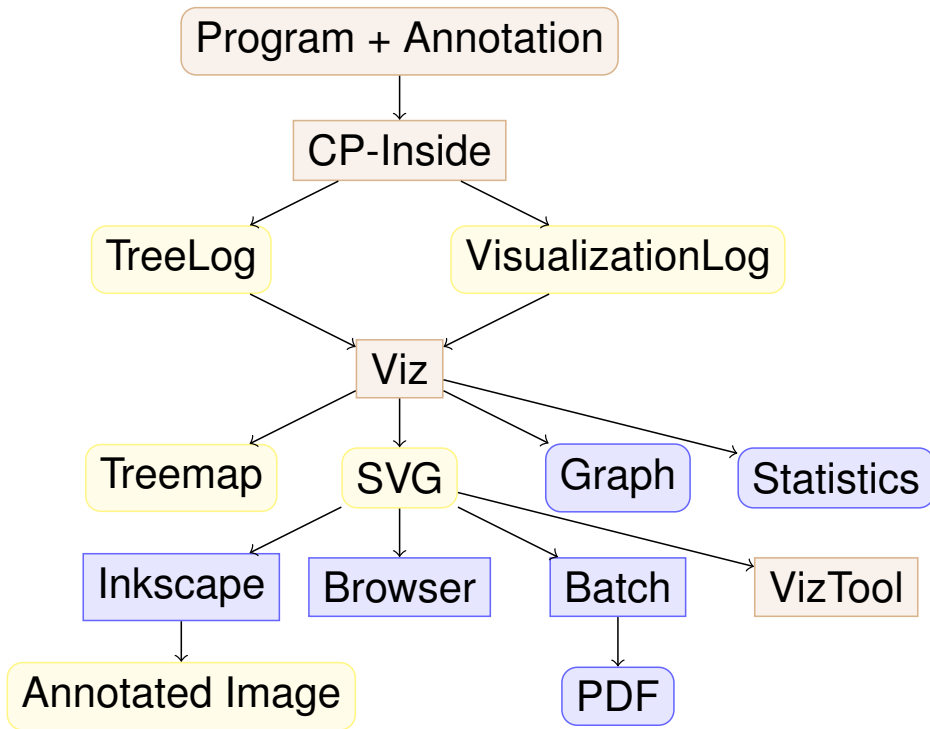 Program + Annotation
CP-Inside
TreeLog
VisualizationLog
Viz
Treemap
SVG
Graph
Statistics
Inkscape
Browser
Batch
VizTool
Annotated Image
PDF